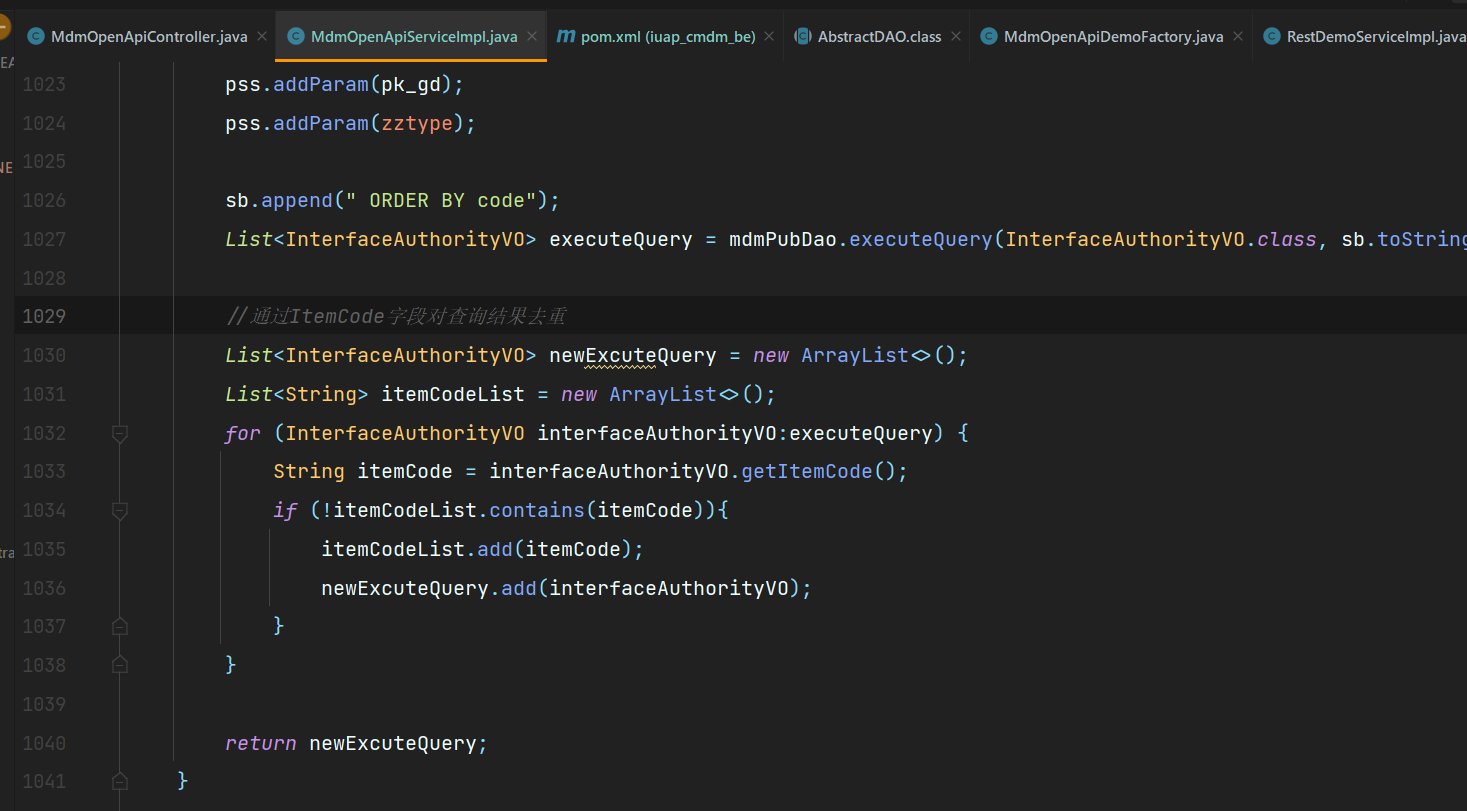 MdmOpenApiController.java MdmOpenApiServiceImpl.java pom.xml (iuap_cmdm_be) AbstractDAO.class MdmOpenApiDemoFactory.java RestDemoServiceImpl.java
1023 pss.addParam(pk_gd);
1024 pss.addParam(zztype);
1025
1026 sb.append(" ORDER BY code");
1027 List<InterfaceAuthorityVO> executeQuery = mdmPubDao.executeQuery(InterfaceAuthorityVO.class, sb.toString
1028
1029 //通过ItemCode字段对查询结果去重
1030 List<InterfaceAuthorityVO> newExcuteQuery = new ArrayList<>();
1031 List<String> itemCodeList = new ArrayList<>();
1032 for (InterfaceAuthorityVO interfaceAuthorityVO:executeQuery) {
1033 String itemCode = interfaceAuthorityVO.getItemCode();
1034 if (!itemCodeList.contains(itemCode)){
1035 itemCodeList.add(itemCode);
1036 newExcuteQuery.add(interfaceAuthorityVO);
1037 }
1038 }
1039
1040 return newExcuteQuery;
1041 }